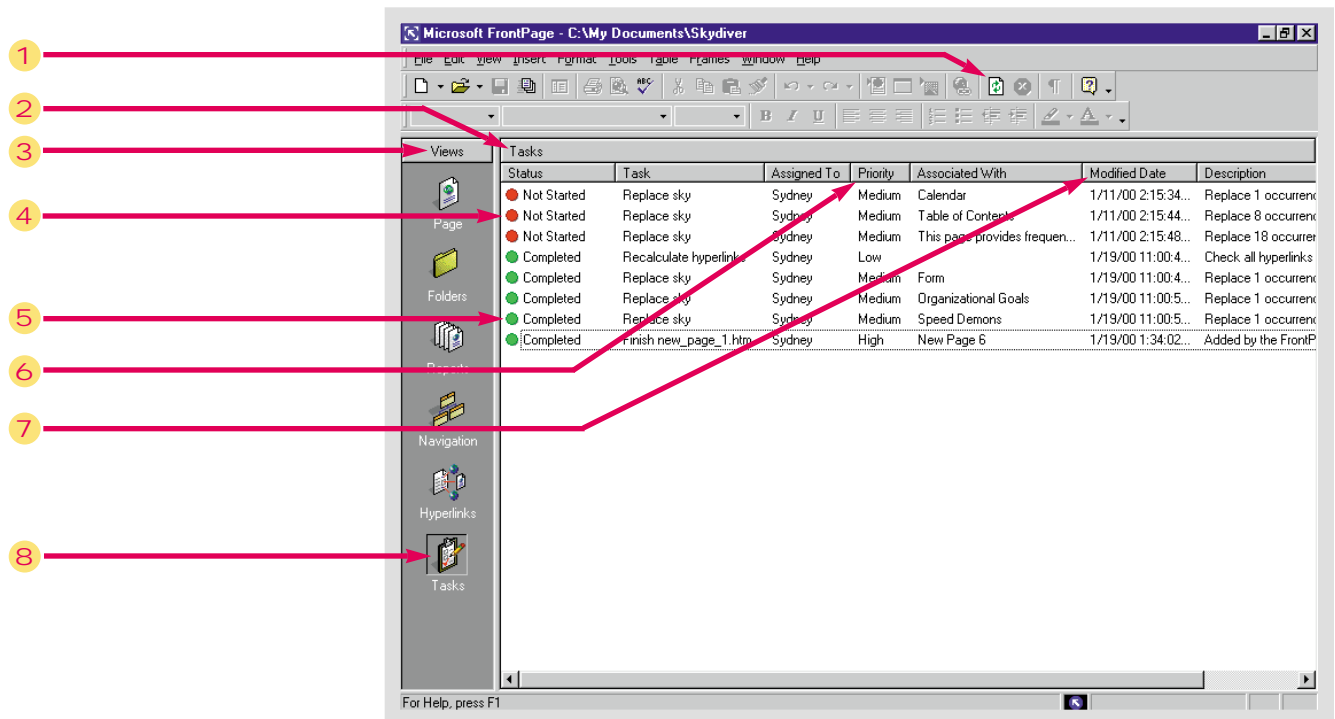 Microsoft FrontPage - C:\My Documents\Skydiver
1
File Edit View Insert Format Tools Table Frames Window Help
ABC
2
B I U A
3
Views
Tasks
Status Task Assigned To Priority Associated With Modified Date Description
Not Started Replace sky Sydney Medium Calendar 1/11/00 2:15:34... Replace 1 occurrenc
4
Not Started Replace sky Sydney Medium Table of Contents 1/11/00 2:15:44... Replace 8 occurrenc
Page
Not Started Replace sky Sydney Medium This page provides frequen... 1/11/00 2:15:48... Replace 18 occurrer
Completed Recalculate hyperlinks Sydney Low 1/19/00 11:00:4... Check all hyperlinks
Completed Replace sky Sydney Medium Form 1/19/00 11:00:4... Replace 1 occurrenc
Folders
Completed Replace sky Sydney Medium Organizational Goals 1/19/00 11:00:5... Replace 1 occurrenc
5
Completed Replace sky Sydney Medium Speed Demons 1/19/00 11:00:5... Replace 1 occurrenc
Completed Finish new_page_1.htm Sydney High New Page 6 1/19/00 1:34:02... Added by the FrontP
6
Reports
7
Navigation
Hyperlinks
8
Tasks
For Help, press F1